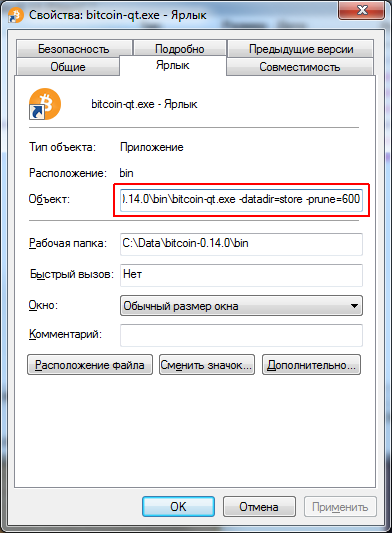 Свойства: bitcoin-qt.exe - Ярлык
Безопасность Подробно Предыдущие версии
Общие Ярлык Совместимость
bitcoin-qt.exe - Ярлык
Тип объекта: Приложение
Расположение: bin
Объект: ).14.0\bin\bitcoin-qt.exe -datadir=store -prune=600
Рабочая папка: C:\Data\bitcoin-0.14.0\bin
Быстрый вызов: Нет
Окно: Обычный размер окна
Комментарий:
Расположение файла Сменить значок... Дополнительно...
OK Отмена Применить